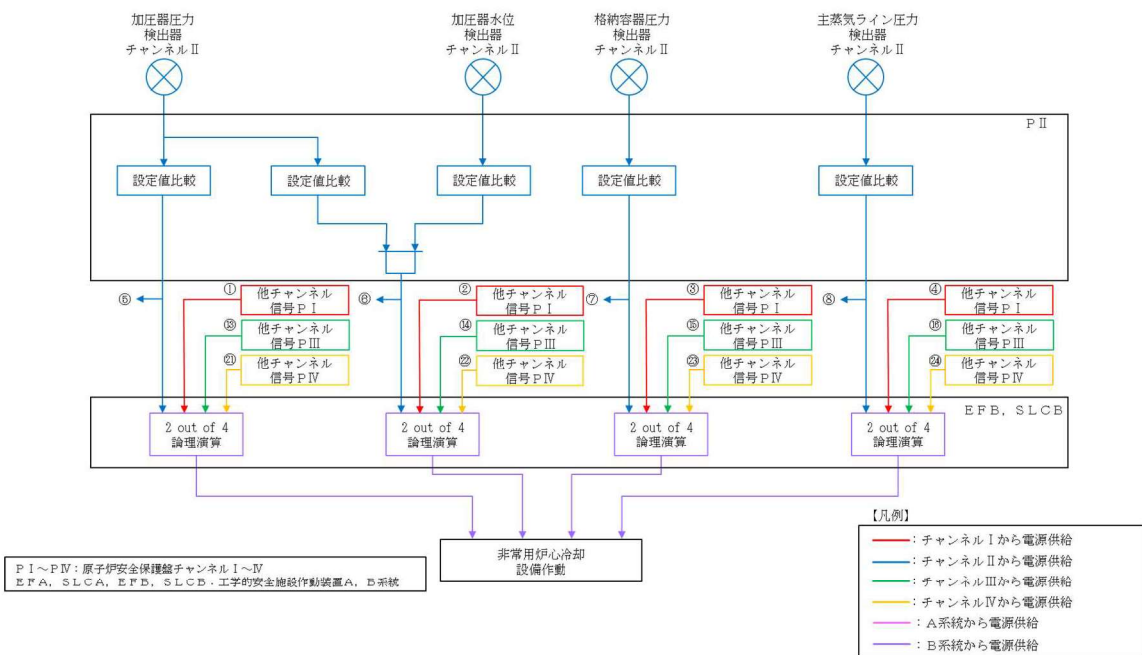 加圧器圧力
検出器
チャンネルⅡ
加圧器水位
検出器
チャンネルⅡ
格納容器圧力
検出器
チャンネルⅡ
主蒸気ライン圧力
検出器
チャンネルⅡ
PⅡ
設定値比較
設定値比較
設定値比較
設定値比較
設定値比較
⑤
①
他チャンネル
信号PⅠ
⑬
他チャンネル
信号PⅢ
㉑
他チャンネル
信号PⅣ
⑥
②
他チャンネル
信号PⅠ
⑭
他チャンネル
信号PⅢ
㉒
他チャンネル
信号PⅣ
⑦
③
他チャンネル
信号PⅠ
⑮
他チャンネル
信号PⅢ
㉓
他チャンネル
信号PⅣ
⑧
④
他チャンネル
信号PⅠ
⑯
他チャンネル
信号PⅢ
㉔
他チャンネル
信号PⅣ
EFB, SLCB
2 out of 4
論理演算
2 out of 4
論理演算
2 out of 4
論理演算
2 out of 4
論理演算
非常用炉心冷却
設備作動
PⅠ~PⅣ:原子炉安全保護盤チャンネルⅠ~Ⅳ
EFA, SLCA, EFB, SLCB:工学的安全施設作動装置A, B系統
【凡例】
:チャンネルⅠから電源供給
:チャンネルⅡから電源供給
:チャンネルⅢから電源供給
:チャンネルⅣから電源供給
:A系統から電源供給
:B系統から電源供給